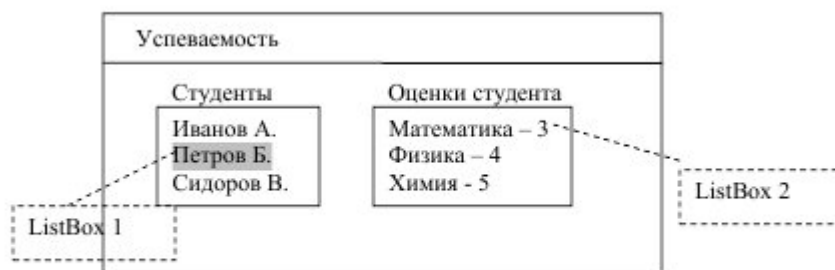 Успеваемость
Студенты
Оценки студента
Иванов А.
Петров Б.
Сидоров В.
Математика – 3
Физика – 4
Химия - 5
ListBox 1
ListBox 2